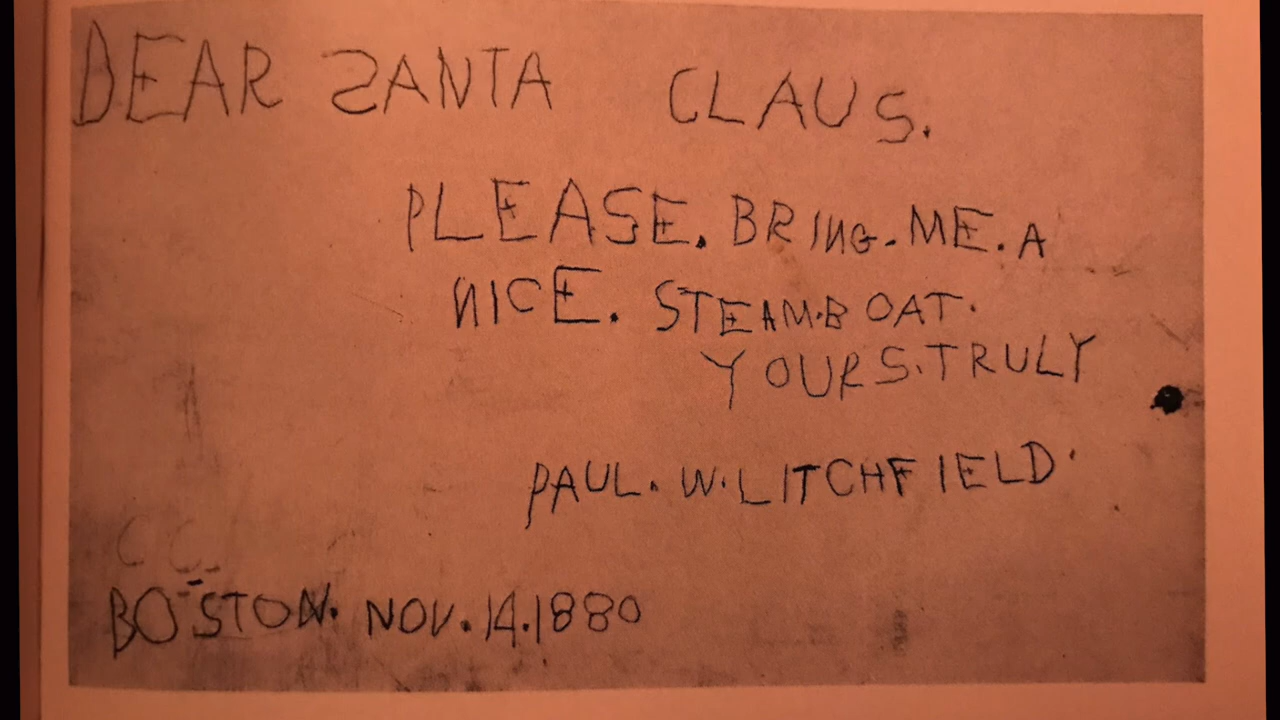 DEAR SANTA CLAUS.
PLEASE. BRING. ME. A
NICE. STEAM.BOAT.
YOURS. TRULY
PAUL. W. LITCHFIELD.
C C.
BOSTON. NOV. 14. 1880